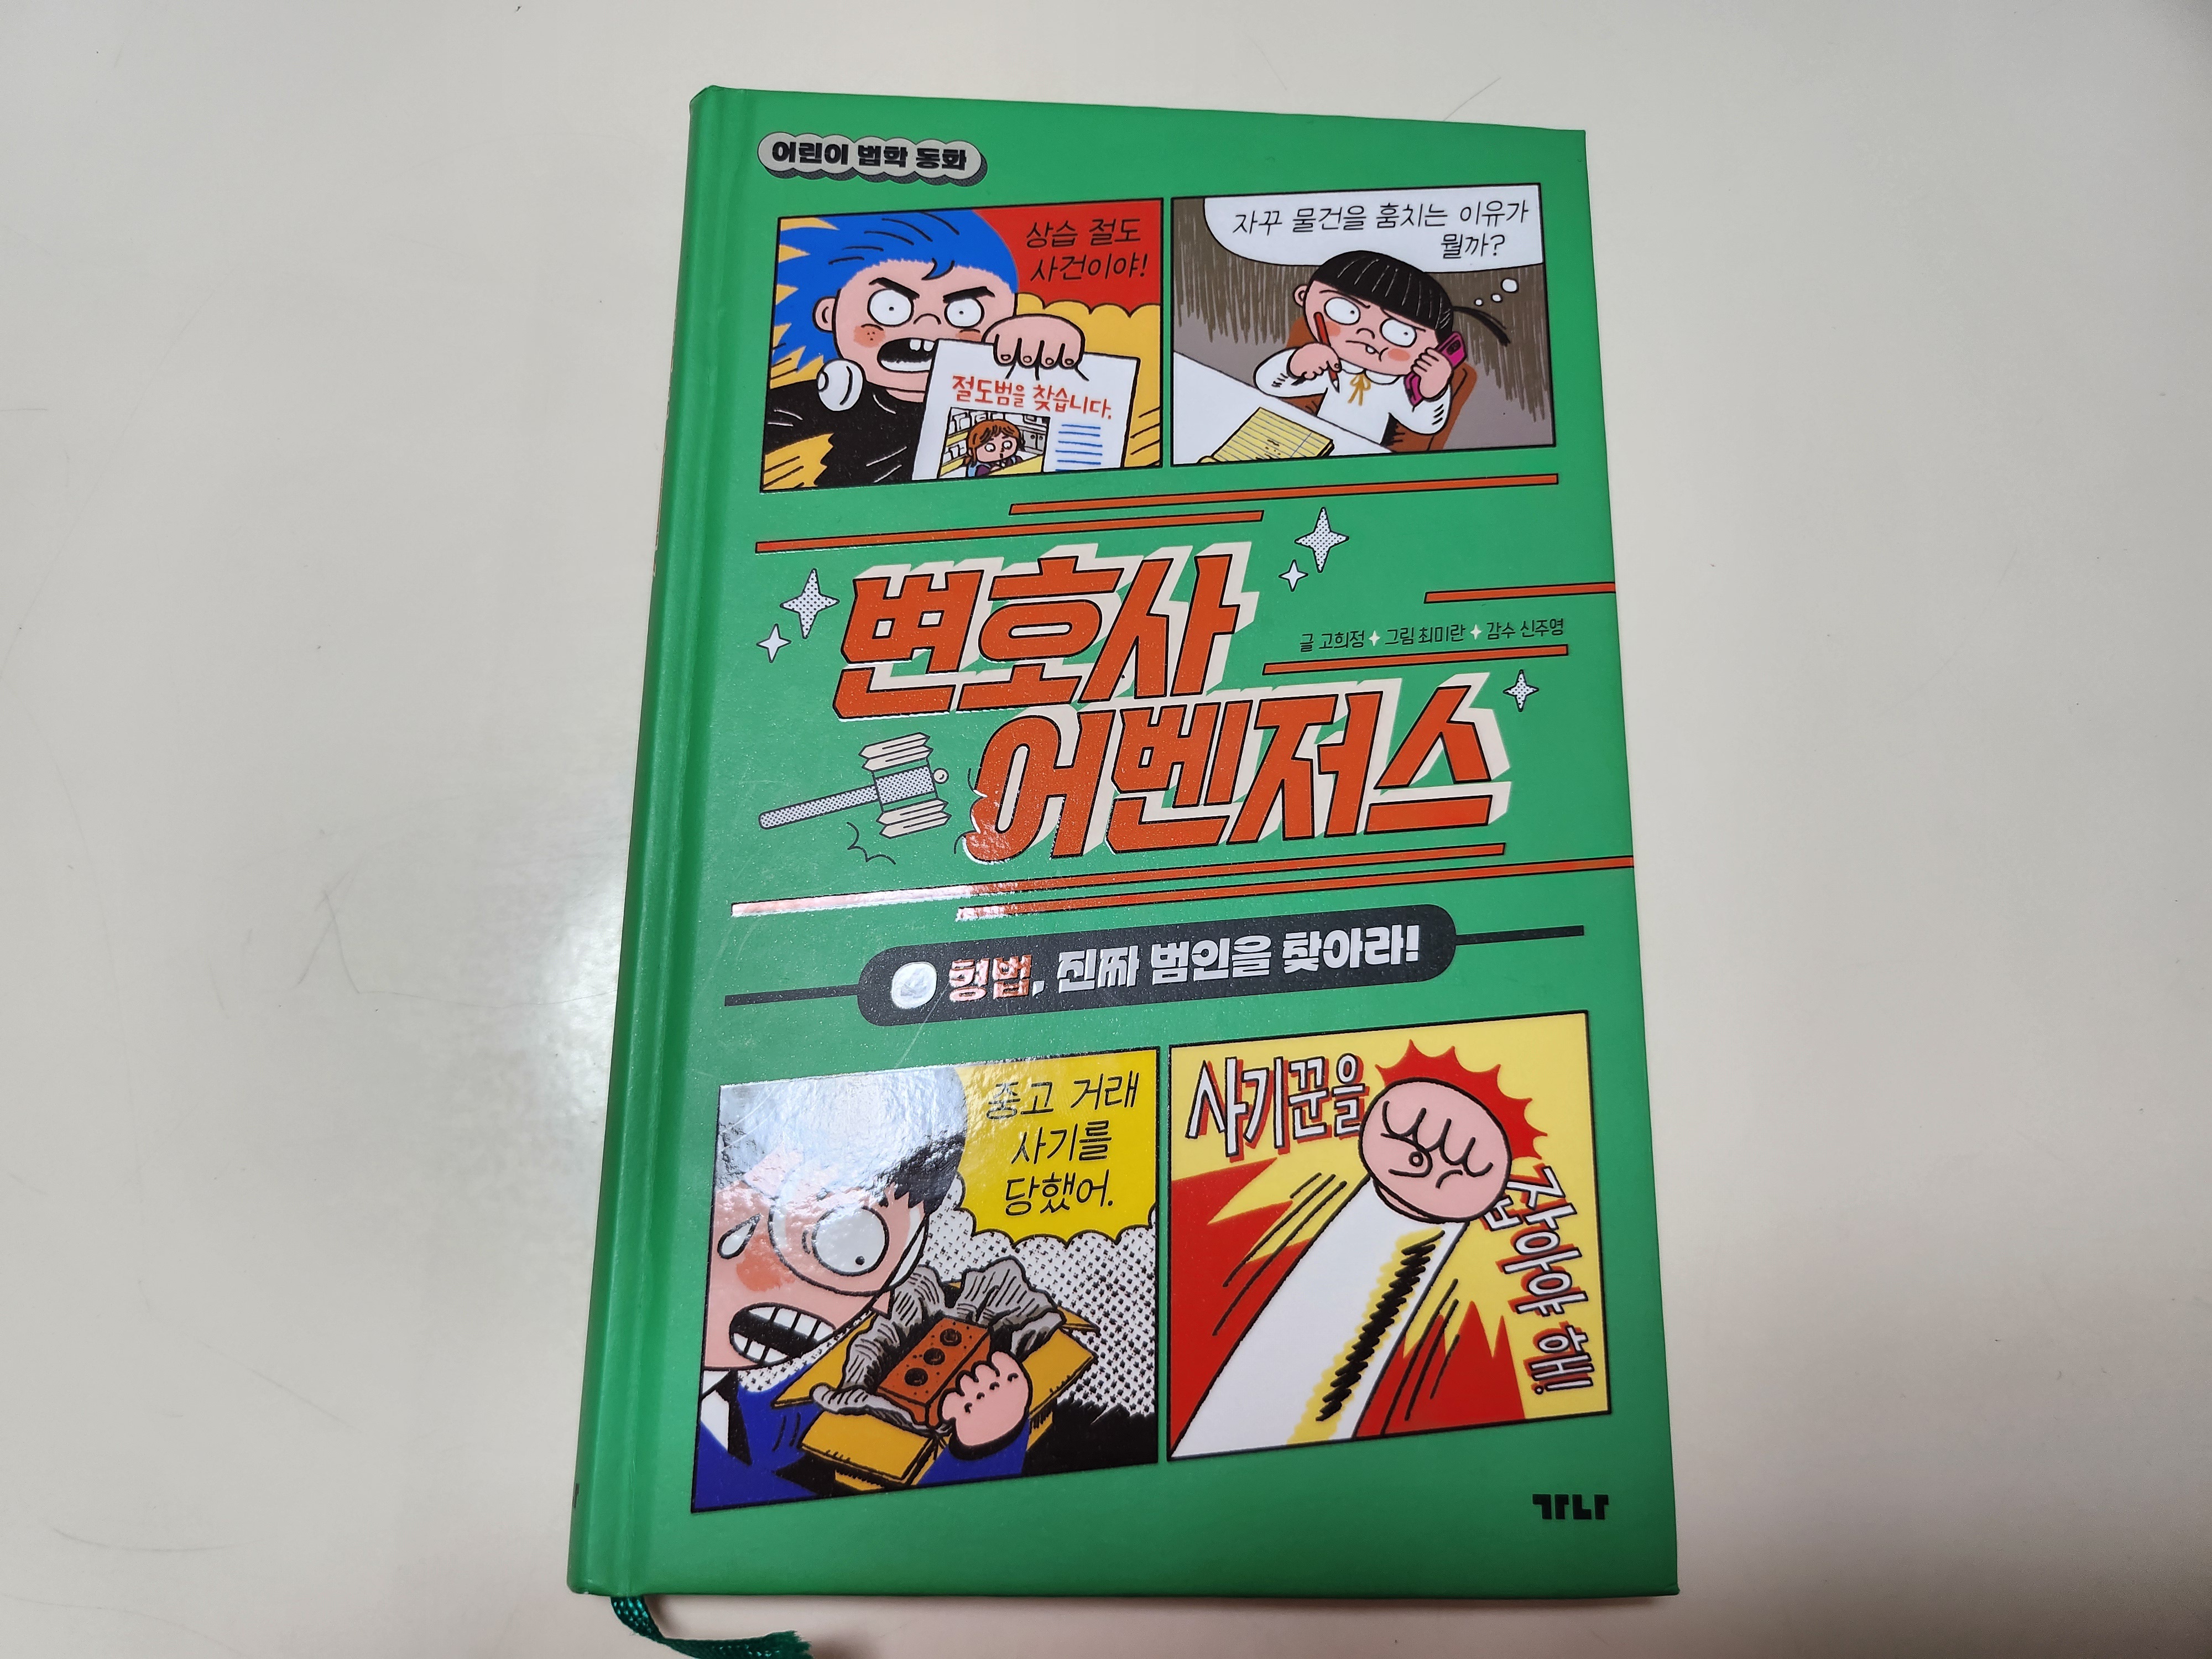 어린이 법학 동화
상습 절도
사건이야!
절도범을 찾습니다.
자꾸 물건을 훔치는 이유가
뭘까?
변호사
글 고희정 그림 최미란 감수 신주영
어벤저스
형법, 진짜 범인을 찾아라!
중고 거래
사기를
당했어.
사기꾼을
잡아야 해!
가나